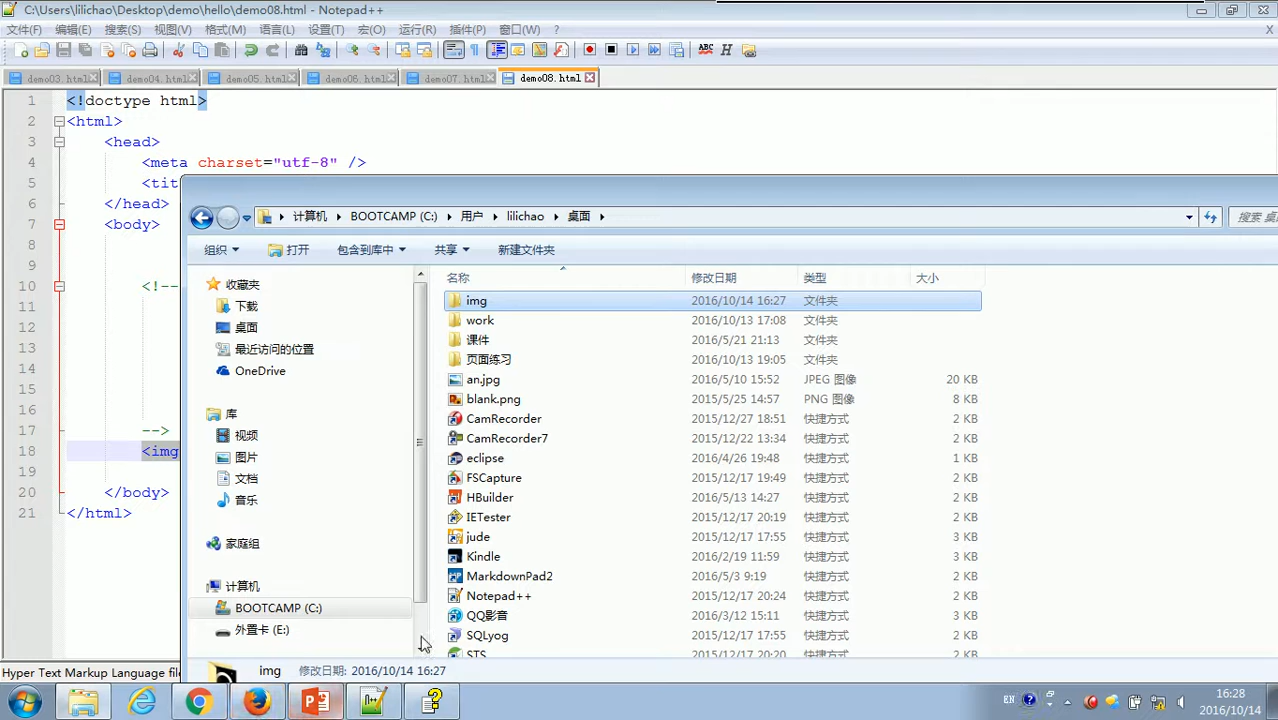 C:\Users\lilichao\Desktop\demo\hello\demo08.html - Notepad++
文件(F) 编辑(E) 搜索(S) 视图(V) 格式(M) 语言(L) 设置(T) 宏(O) 运行(R) 插件(P) 窗口(W) ? X
demo03.html demo04.html demo05.html demo06.html demo07.html demo08.html
1 <!doctype html>
2 <html>
3 <head>
4 <meta charset="utf-8" />
5 <tit
6 </head>
7 <body>
8
9
10 <!--
11
12
13
14
15
16
17 -->
18 <img
19
20 </body>
21 </html>
计算机 BOOTCAMP (C:) 用户 lilichao 桌面 搜索 桌
组织 打开 包含到库中 共享 新建文件夹
收藏夹
下载
桌面
最近访问的位置
OneDrive
库
视频
图片
文档
音乐
家庭组
计算机
BOOTCAMP (C:)
外置卡 (E:)
名称 修改日期 类型 大小
img 2016/10/14 16:27 文件夹
work 2016/10/13 17:08 文件夹
课件 2016/5/21 21:13 文件夹
页面练习 2016/10/13 19:05 文件夹
an.jpg 2016/5/10 15:52 JPEG 图像 20 KB
blank.png 2016/5/25 14:57 PNG 图像 8 KB
CamRecorder 2015/12/27 18:51 快捷方式 2 KB
CamRecorder7 2015/12/22 13:34 快捷方式 2 KB
eclipse 2016/4/26 19:48 快捷方式 1 KB
FSCapture 2015/12/17 19:49 快捷方式 2 KB
HBuilder 2016/5/13 14:27 快捷方式 2 KB
IETester 2015/12/17 20:19 快捷方式 2 KB
jude 2015/12/17 17:55 快捷方式 3 KB
Kindle 2016/2/19 11:59 快捷方式 3 KB
MarkdownPad2 2016/5/3 9:19 快捷方式 2 KB
Notepad++ 2015/12/17 20:24 快捷方式 2 KB
QQ影音 2016/3/12 15:11 快捷方式 3 KB
SQLyog 2015/12/17 17:55 快捷方式 2 KB
STS 2015/12/17 20:19 快捷方式 2 KB
img 修改日期: 2016/10/14 16:27
Hyper Text Markup Language file
EN 16:28
2016/10/14